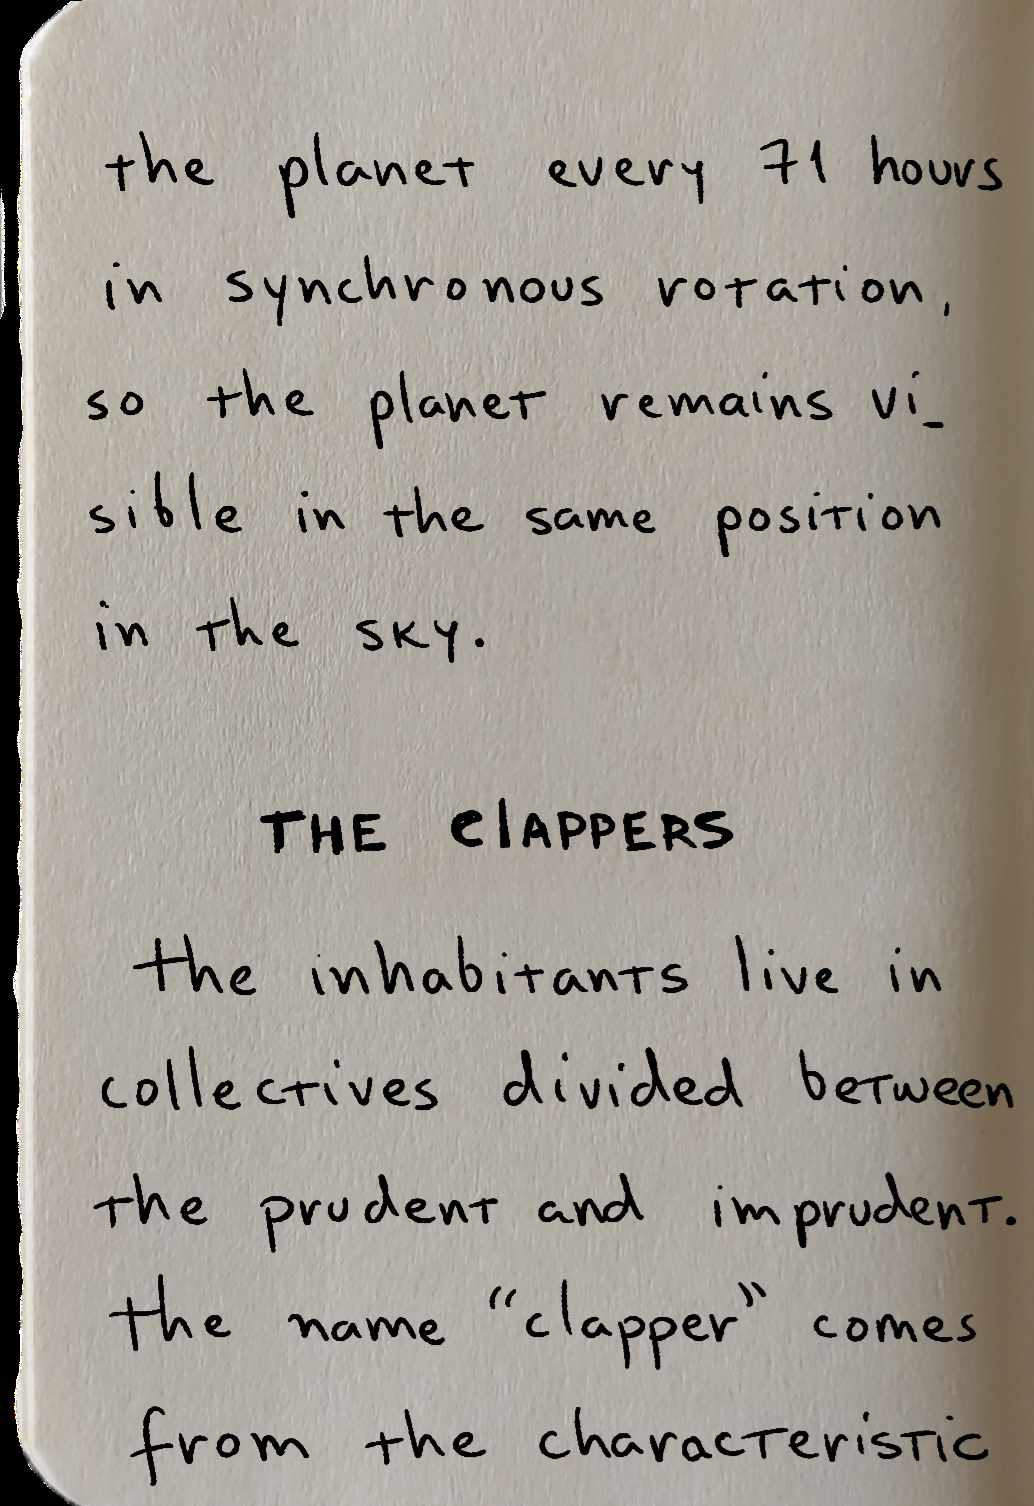 the planet every 71 hours
in synchronous rotation,
so the planet remains vi_
sible in the same position
in the sky.
THE ClAPPERS
the inhabitants live in
collectives divided between
the prudent and imprudent.
the name “clapper” comes
from the characteristic